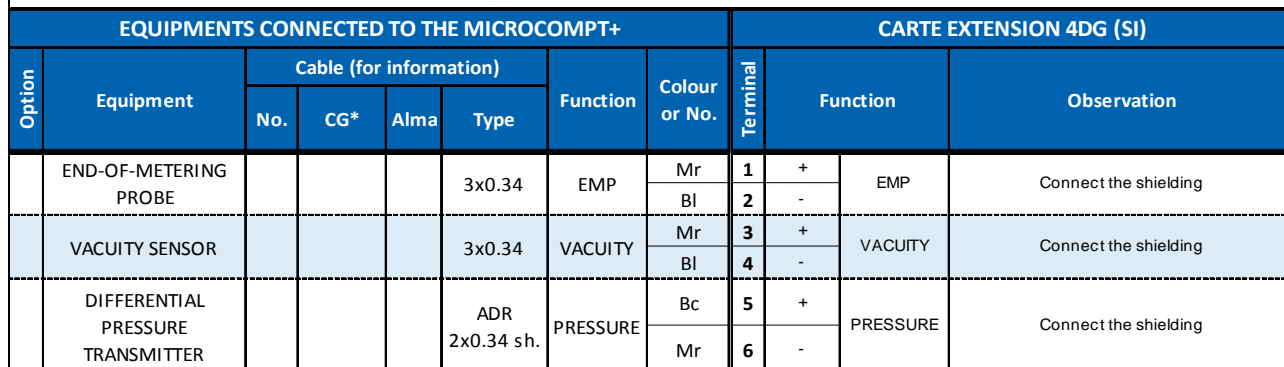 EQUIPMENTS CONNECTED TO THE MICROCOMPT+ CARTE EXTENSION 4DG (SI)
Option Equipment Cable (for information) Function Colour or No. Terminal Function Observation
No. CG* Alma Type
END-OF-METERING PROBE 3x0.34 EMP Mr 1 + EMP Connect the shielding
Bl 2 -
VACUITY SENSOR 3x0.34 VACUITY Mr 3 + VACUITY Connect the shielding
Bl 4 -
DIFFERENTIAL PRESSURE TRANSMITTER ADR 2x0.34 sh. PRESSURE Bc 5 + PRESSURE Connect the shielding
Mr 6 -